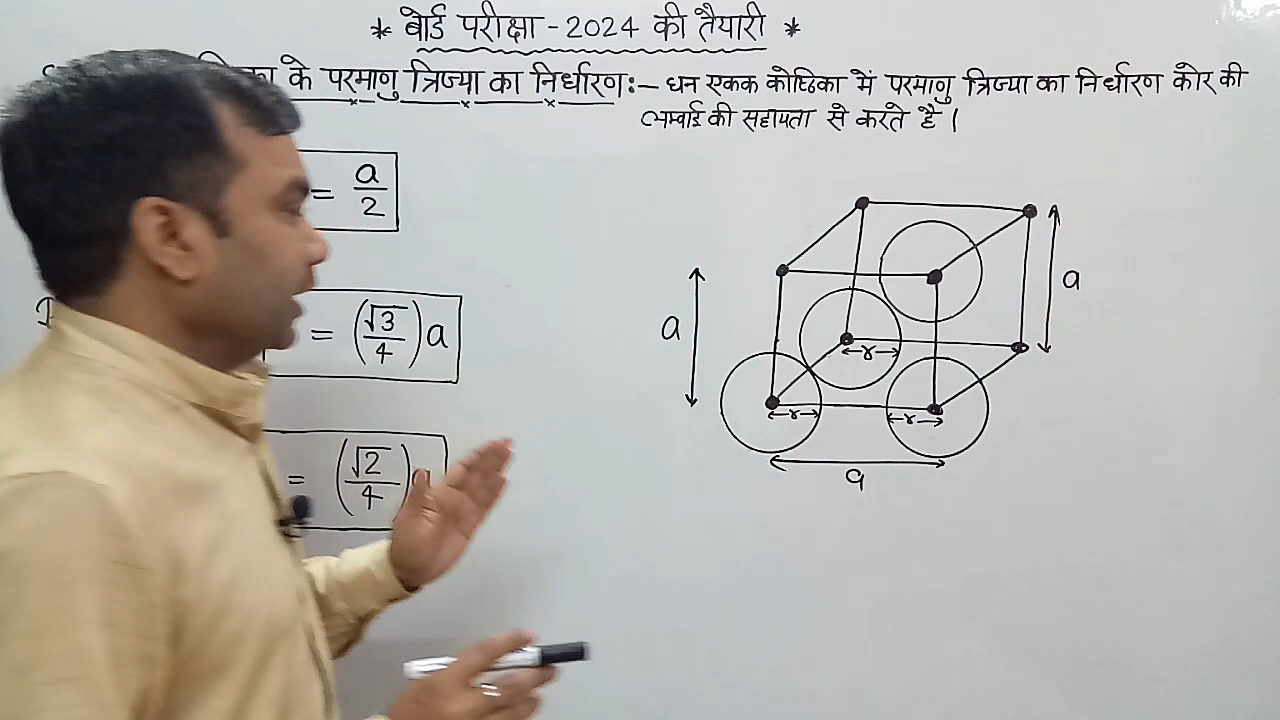 * बोर्ड परीक्षा - 2024 की तैयारी *
के परमाणु त्रिज्या का निर्धारण:- धन एकक कोष्ठिका में परमाणु त्रिज्या का निर्धारण कोर की
लम्बाई की सहायता से करते है।
= a/2
= (√3/4)a
= (√2/4)a
a
a
r
r
r
a